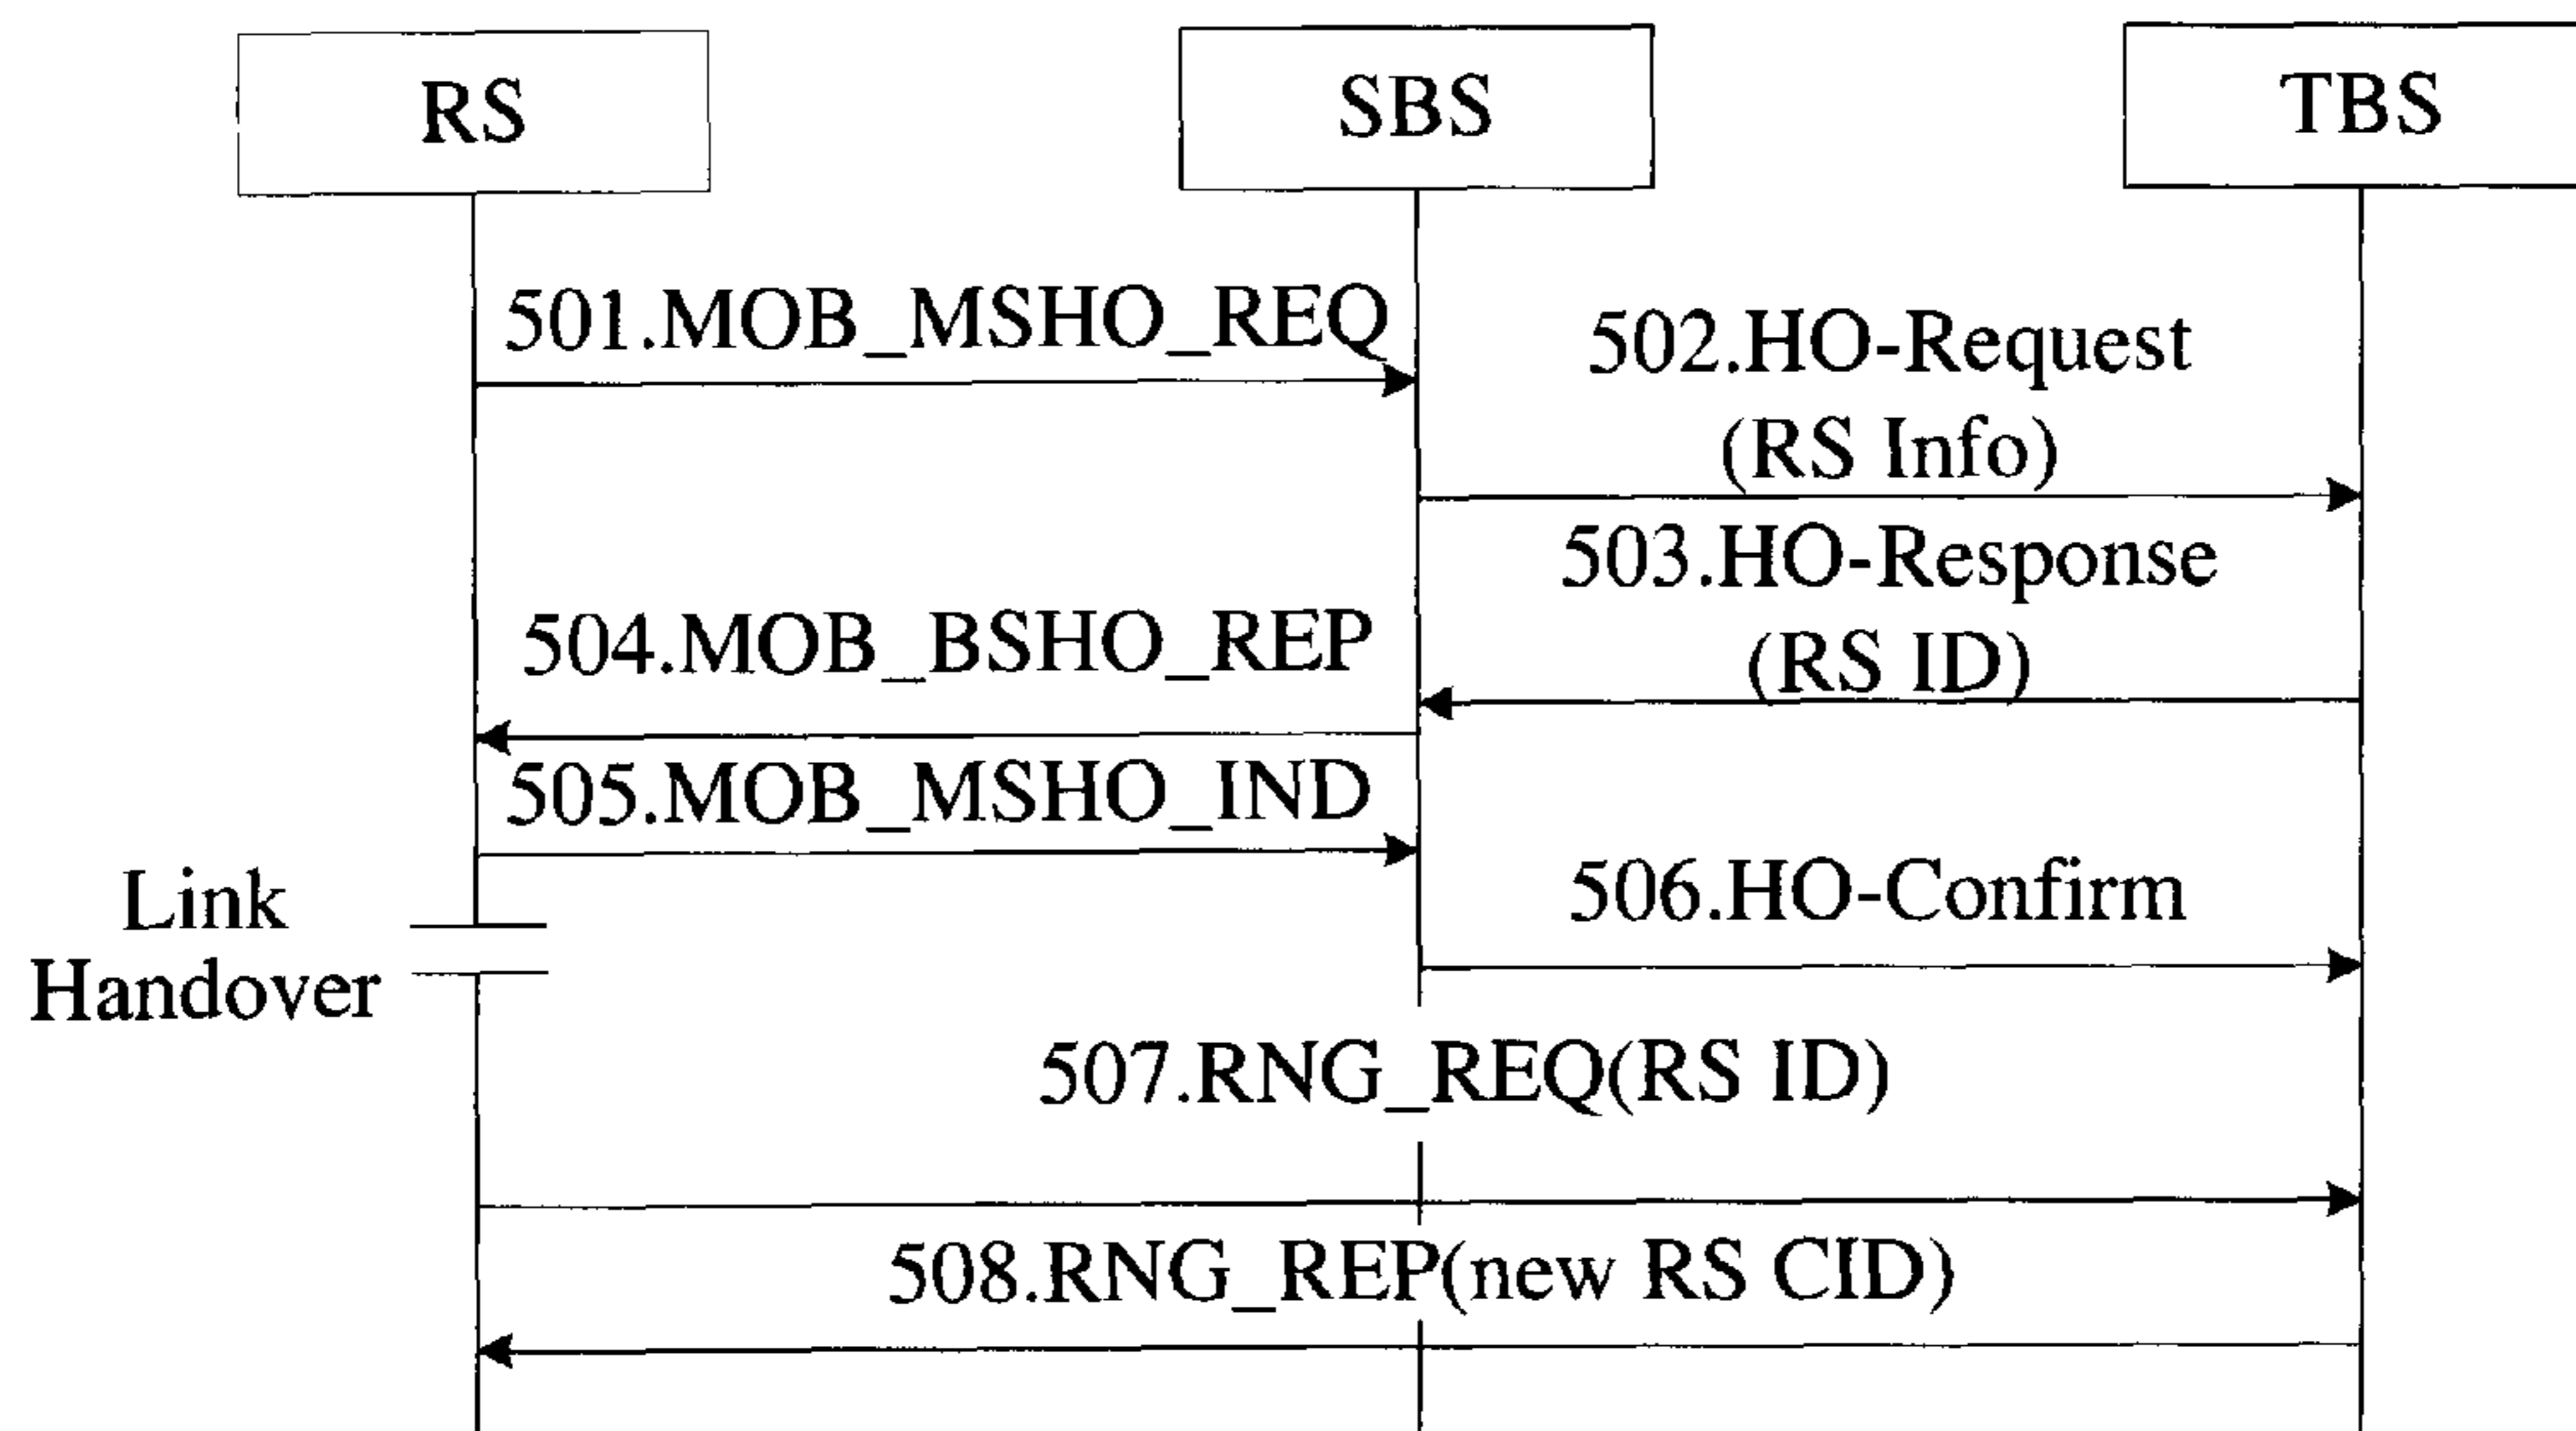 RS
SBS
TBS
501.MOB_MSHO_REQ
502.HO-Request
(RS Info)
503.HO-Response
(RS ID)
504.MOB_BSHO_REP
505.MOB_MSHO_IND
506.HO-Confirm
Link
Handover
507.RNG_REQ(RS ID)
508.RNG_REP(new RS CID)